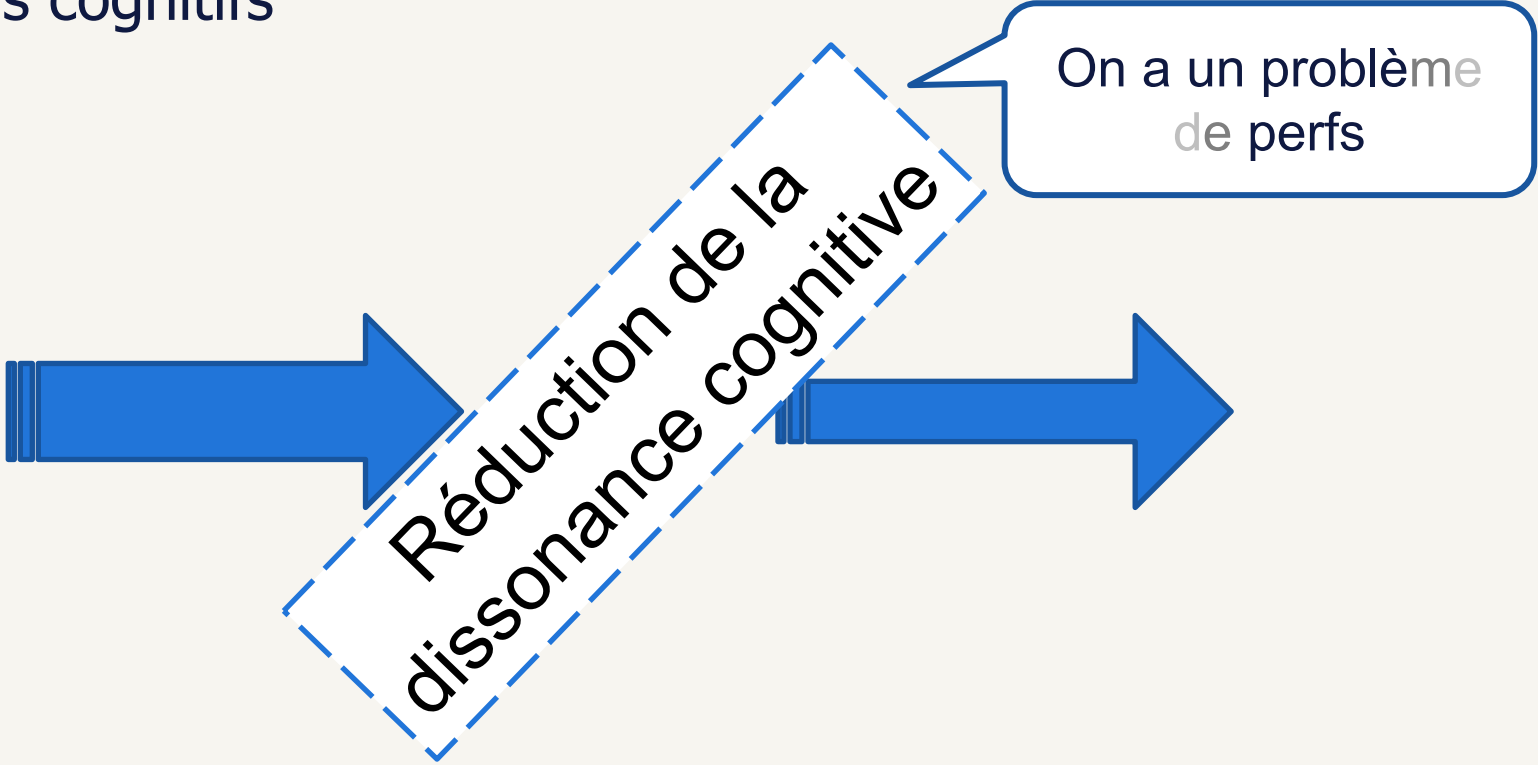 s cognitifs
On a un problème
de perfs
Réduction de la
dissonance cognitive